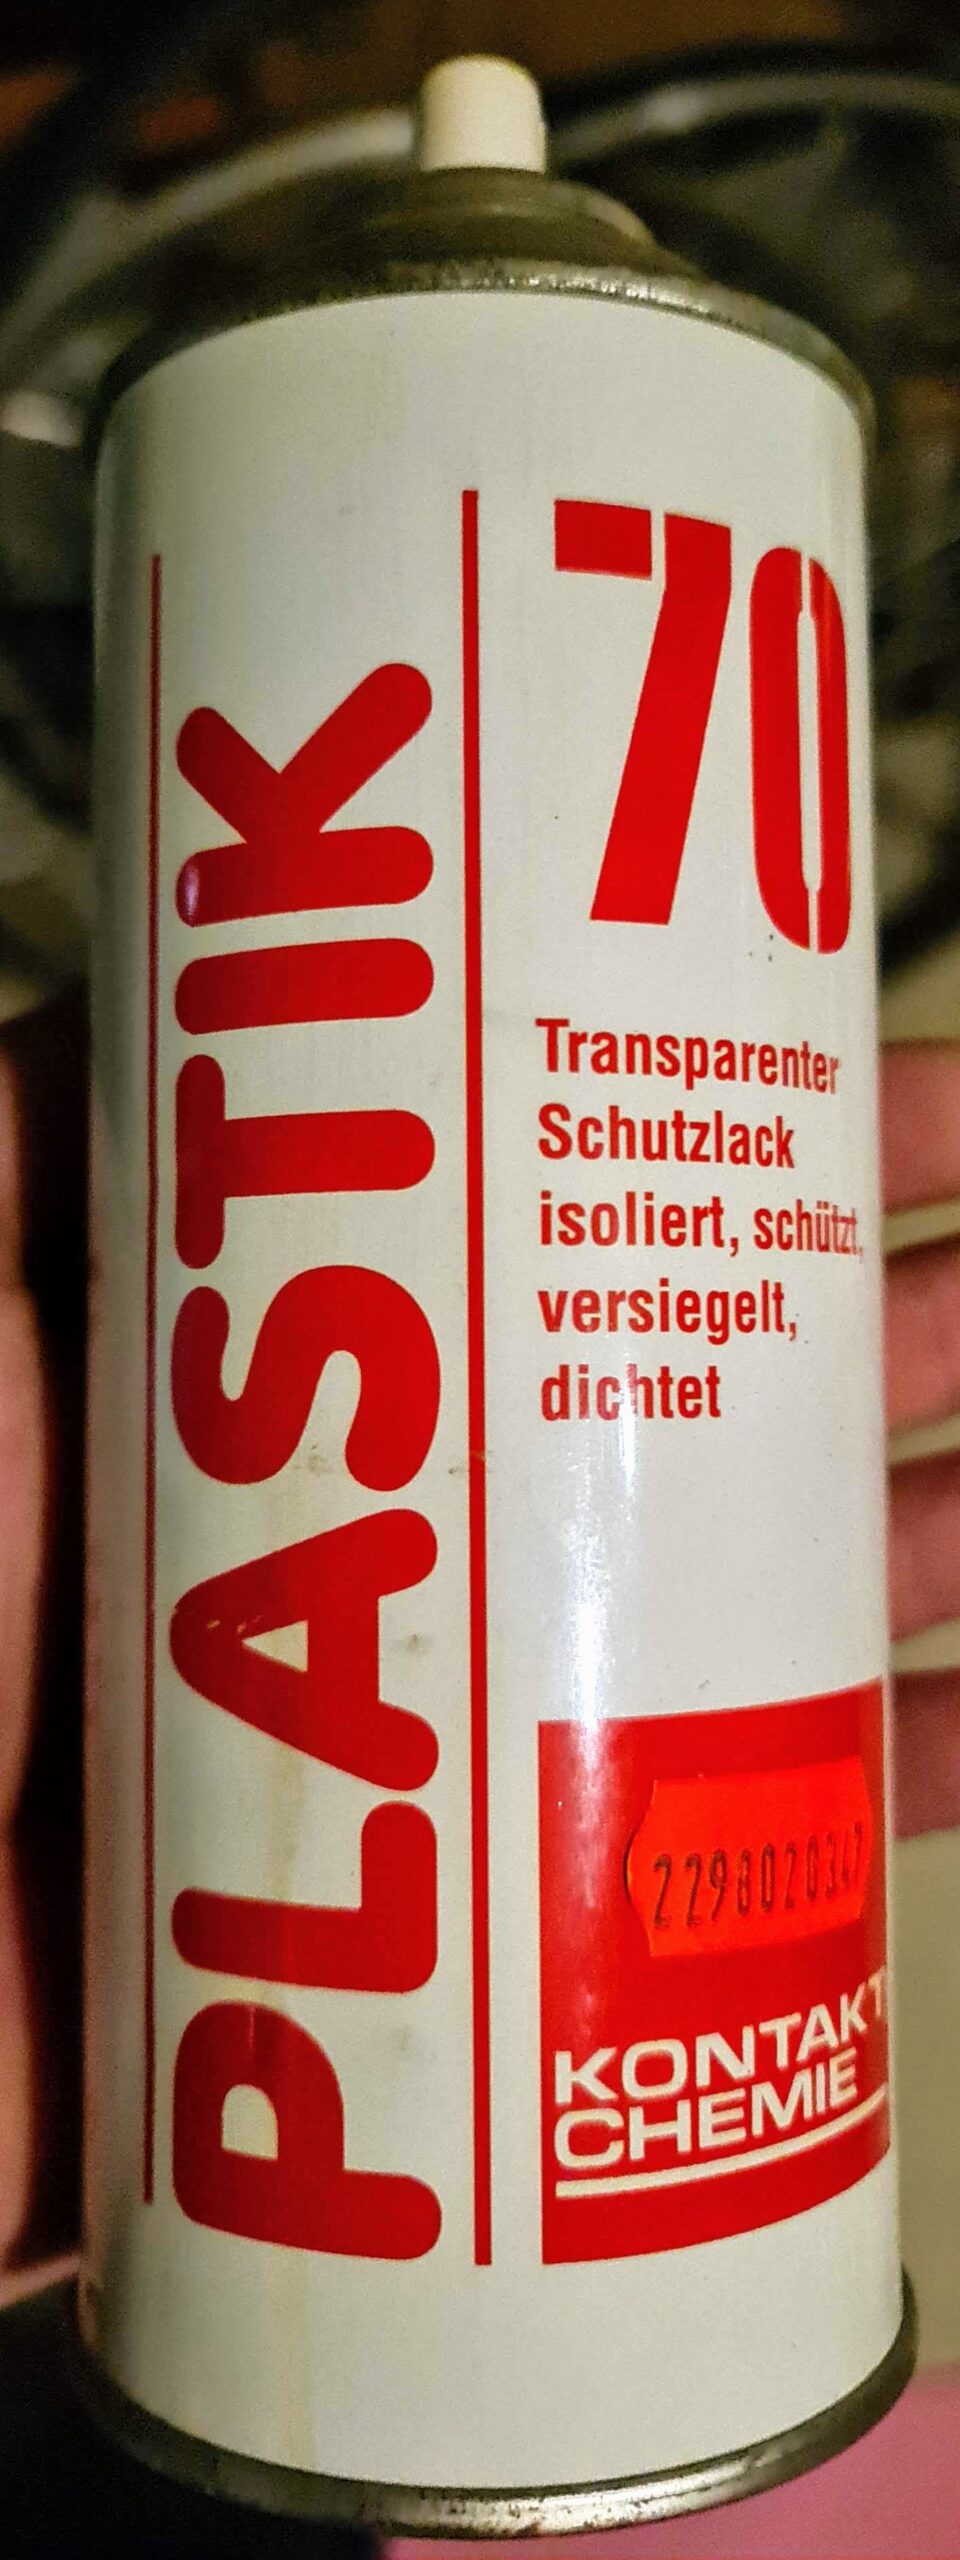 PLASTIK
70
Transparenter
Schutzlack
isoliert, schützt,
versiegelt,
dichtet
2298020347
KONTAKT
CHEMIE